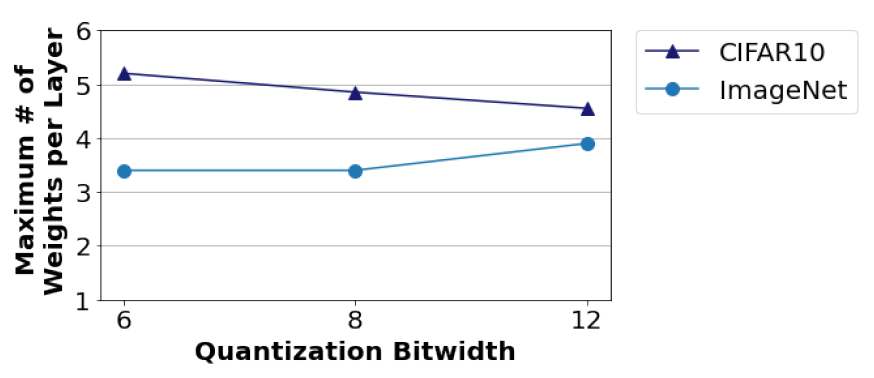 Maximum # of
Weights per Layer
6
5
4
3
2
1
6 8 12
Quantization Bitwidth
CIFAR10
ImageNet